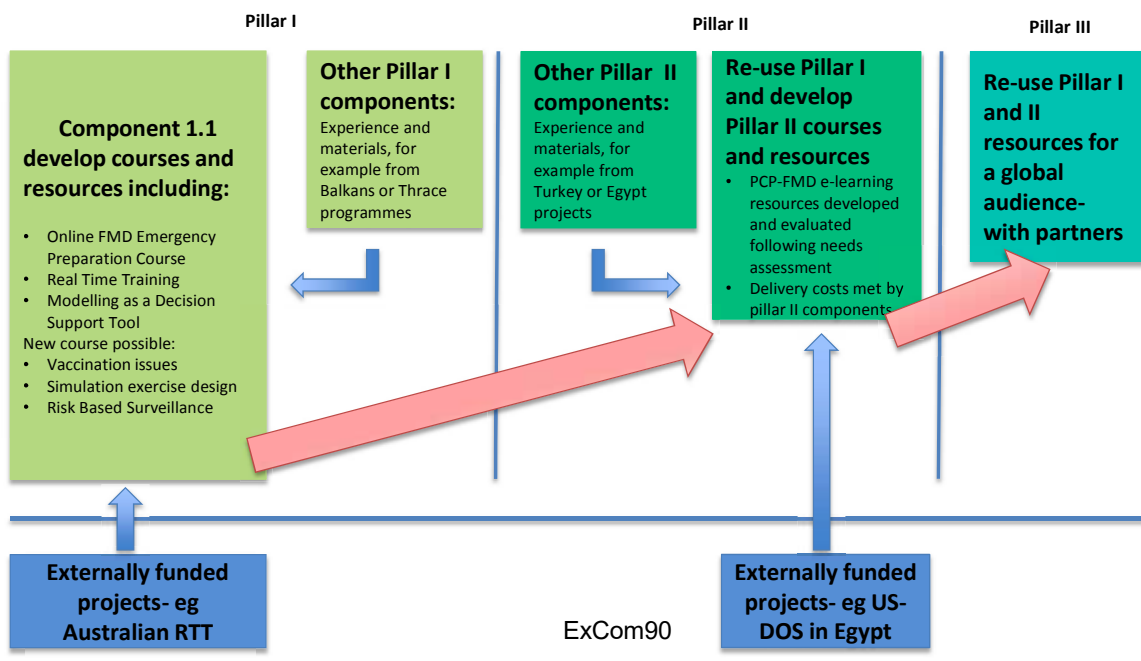 Pillar I
Pillar II
Pillar III
Component 1.1
develop courses and
resources including:
• Online FMD Emergency
Preparation Course
• Real Time Training
• Modelling as a Decision
Support Tool
New course possible:
• Vaccination issues
• Simulation exercise design
• Risk Based Surveillance
Other Pillar I
components:
Experience and
materials, for
example from
Balkans or Thrace
programmes
Other Pillar II
components:
Experience and
materials, for
example from
Turkey or Egypt
projects
Re-use Pillar I
and develop
Pillar II courses
and resources
• PCP-FMD e-learning
resources developed
and evaluated
following needs
assessment
• Delivery costs met by
pillar II components
Re-use Pillar I
and II
resources for
a global
audience-
with partners
Externally funded
projects- eg
Australian RTT
ExCom90
Externally funded
projects- eg US-
DOS in Egypt